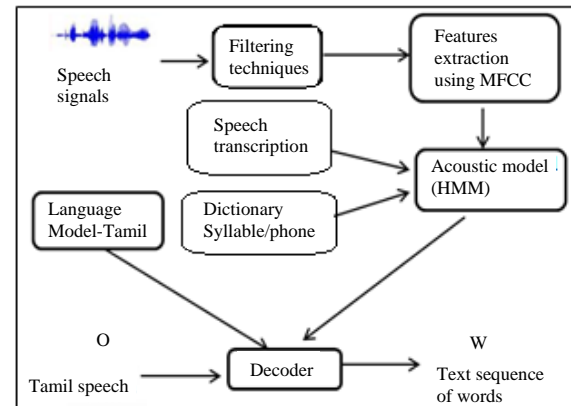 Speech
signals
Filtering
techniques
Features
extraction
using MFCC
Speech
transcription
Acoustic model
(HMM)
Language
Model-Tamil
Dictionary
Syllable/phone
O
W
Tamil speech
Decoder
Text sequence
of words